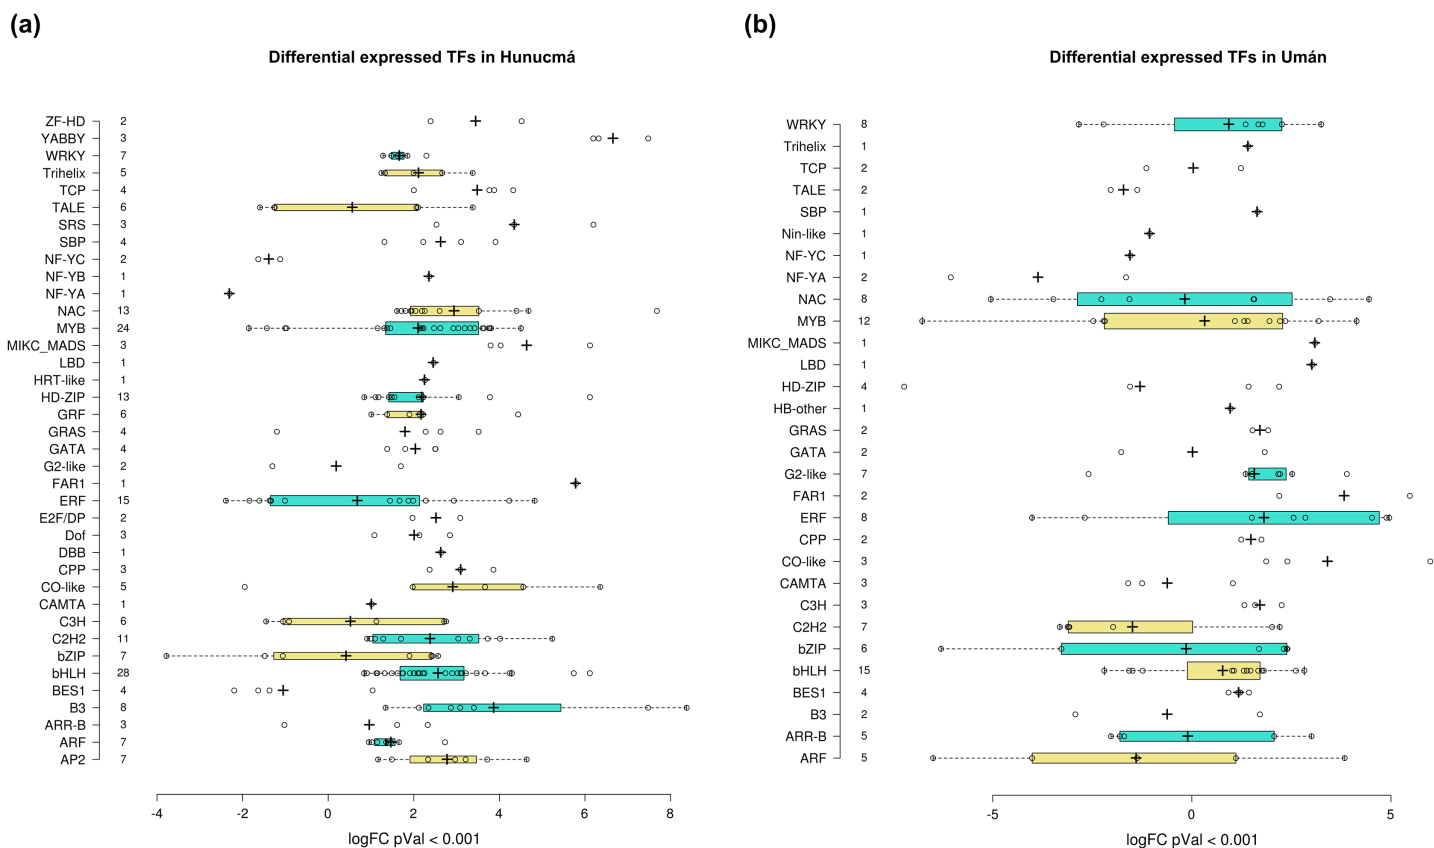 (a)
Differential expressed TFs in Hunucmá
ZF-HD 2
YABBY 3
WRKY 7
Trihelix 5
TCP 4
TALE 6
SRS 3
SBP 4
NF-YC 2
NF-YB 1
NF-YA 1
NAC 13
MYB 24
MIKC_MADS 3
LBD 1
HRT-like 1
HD-ZIP 13
GRF 6
GRAS 4
GATA 4
G2-like 2
FAR1 1
ERF 15
E2F/DP 2
Dof 3
DBB 1
CPP 3
CO-like 5
CAMTA 1
C3H 6
C2H2 11
bZIP 7
bHLH 28
BES1 4
B3 8
ARR-B 3
ARF 7
AP2 7
-4 -2 0 2 4 6 8
logFC pVal < 0.001
(b)
Differential expressed TFs in Umán
WRKY 8
Trihelix 1
TCP 2
TALE 2
SBP 1
Nin-like 1
NF-YC 1
NF-YA 2
NAC 8
MYB 12
MIKC_MADS 1
LBD 1
HD-ZIP 4
HB-other 1
GRAS 2
GATA 2
G2-like 7
FAR1 2
ERF 8
CPP 2
CO-like 3
CAMTA 3
C3H 3
C2H2 7
bZIP 6
bHLH 15
BES1 4
B3 2
ARR-B 5
ARF 5
-5 0 5
logFC pVal < 0.001